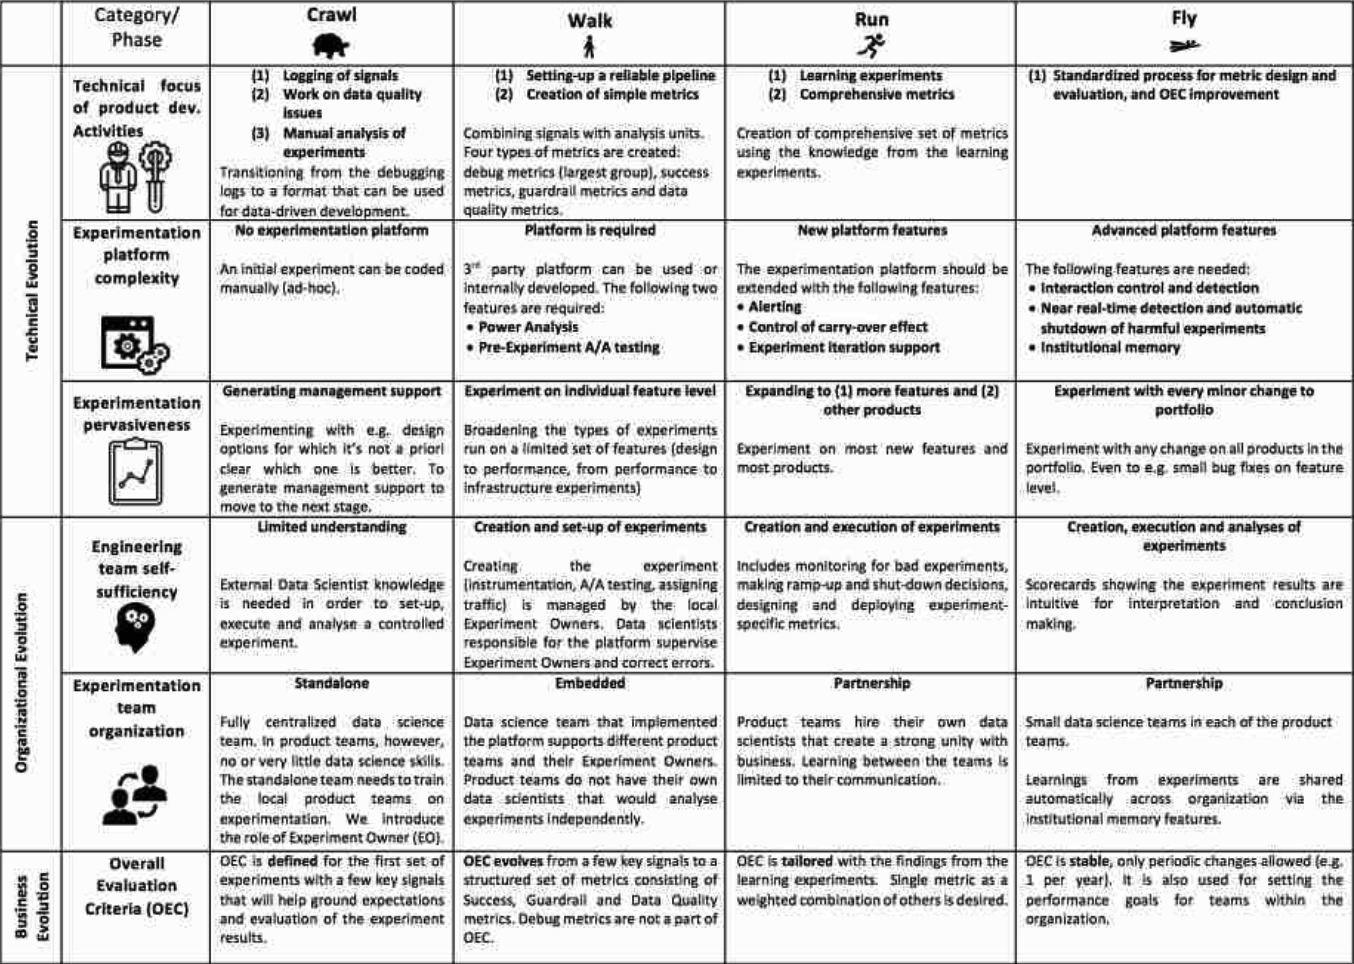 Category/
Phase
Crawl
Walk
Run
Fly
Technical Evolution
Technical focus
of product dev.
Activities
(1) Logging of signals
(2) Work on data quality
issues
(3) Manual analysis of
experiments
Transitioning from the debugging
logs to a format that can be used
for data-driven development.
(1) Setting-up a reliable pipeline
(2) Creation of simple metrics
Combining signals with analysis units.
Four types of metrics are created:
debug metrics (largest group), success
metrics, guardrail metrics and data
quality metrics.
(1) Learning experiments
(2) Comprehensive metrics
Creation of comprehensive set of metrics
using the knowledge from the learning
experiments.
(1) Standardized process for metric design and
evaluation, and OEC improvement
Experimentation
platform
complexity
No experimentation platform
An initial experiment can be coded
manually (ad-hoc).
Platform is required
3rd party platform can be used or
internally developed. The following two
features are required:
• Power Analysis
• Pre-Experiment A/A testing
New platform features
The experimentation platform should be
extended with the following features:
• Alerting
• Control of carry-over effect
• Experiment iteration support
Advanced platform features
The following features are needed:
• Interaction control and detection
• Near real-time detection and automatic
shutdown of harmful experiments
• Institutional memory
Experimentation
pervasiveness
Generating management support
Experimenting with e.g. design
options for which it's not a priori
clear which one is better. To
generate management support to
move to the next stage.
Experiment on individual feature level
Broadening the types of experiments
run on a limited set of features (design
to performance, from performance to
infrastructure experiments)
Expanding to (1) more features and (2)
other products
Experiment on most new features and
most products.
Experiment with every minor change to
portfolio
Experiment with any change on all products in the
portfolio. Even to e.g. small bug fixes on feature
level.
Organizational Evolution
Engineering
team self-
sufficiency
Limited understanding
External Data Scientist knowledge
is needed in order to set-up,
execute and analyse a controlled
experiment.
Creation and set-up of experiments
Creating the experiment
(instrumentation, A/A testing, assigning
traffic) is managed by the local
Experiment Owners. Data scientists
responsible for the platform supervise
Experiment Owners and correct errors.
Creation and execution of experiments
Includes monitoring for bad experiments,
making ramp-up and shut-down decisions,
designing and deploying experiment-
specific metrics.
Creation, execution and analyses of
experiments
Scorecards showing the experiment results are
intuitive for interpretation and conclusion
making.
Experimentation
team
organization
Standalone
Fully centralized data science
team. In product teams, however,
no or very little data science skills.
The standalone team needs to train
the local product teams on
experimentation. We introduce
the role of Experiment Owner (EO).
Embedded
Data science team that implemented
the platform supports different product
teams and their Experiment Owners.
Product teams do not have their own
data scientists that would analyse
experiments independently.
Partnership
Product teams hire their own data
scientists that create a strong unity with
business. Learning between the teams is
limited to their communication.
Partnership
Small data science teams in each of the product
teams.
Learnings from experiments are shared
automatically across organization via the
institutional memory features.
Business
Evolution
Overall
Evaluation
Criteria (OEC)
OEC is defined for the first set of
experiments with a few key signals
that will help ground expectations
and evaluation of the experiment
results.
OEC evolves from a few key signals to a
structured set of metrics consisting of
Success, Guardrail and Data Quality
metrics. Debug metrics are not a part of
OEC.
OEC is tailored with the findings from the
learning experiments. Single metric as a
weighted combination of others is desired.
OEC is stable, only periodic changes allowed (e.g.
1 per year). It is also used for setting the
performance goals for teams within the
organization.